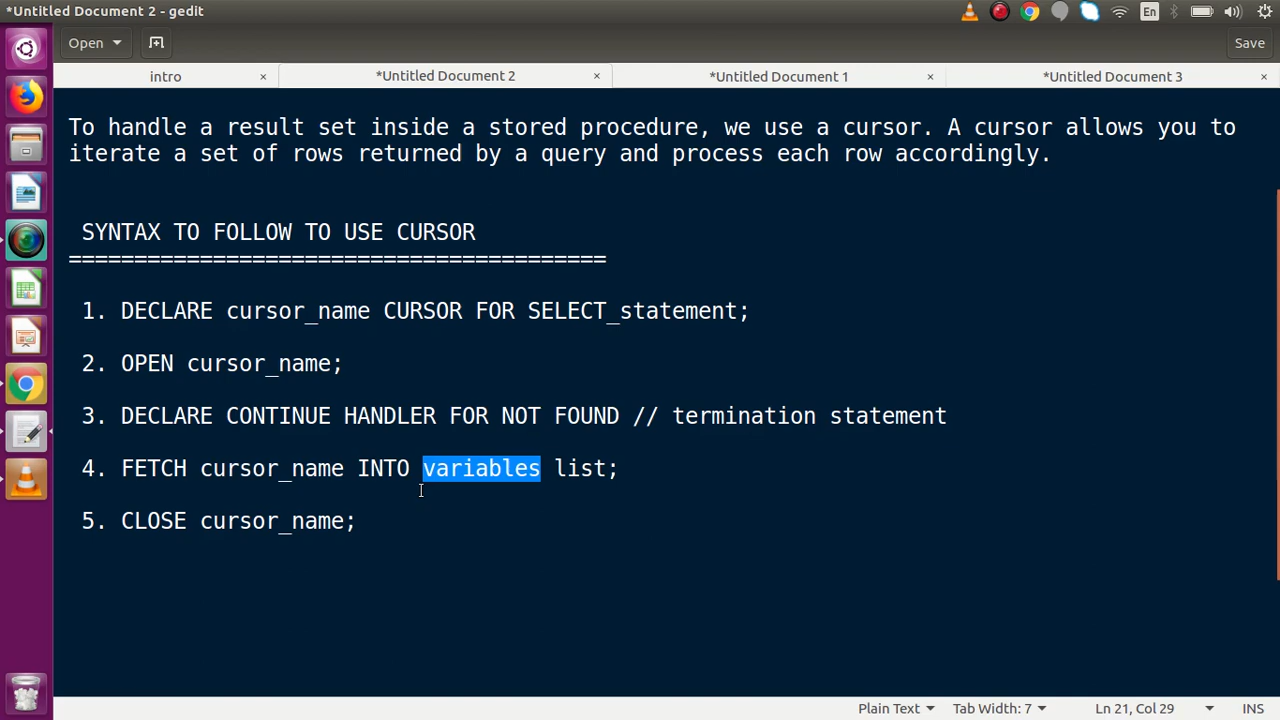 *Untitled Document 2 - gedit
En
Open
Save
intro
*Untitled Document 2
*Untitled Document 1
*Untitled Document 3
To handle a result set inside a stored procedure, we use a cursor. A cursor allows you to
iterate a set of rows returned by a query and process each row accordingly.
SYNTAX TO FOLLOW TO USE CURSOR
=========================================
1. DECLARE cursor_name CURSOR FOR SELECT_statement;
2. OPEN cursor_name;
3. DECLARE CONTINUE HANDLER FOR NOT FOUND // termination statement
4. FETCH cursor_name INTO variables list;
5. CLOSE cursor_name;
Plain Text
Tab Width: 7
Ln 21, Col 29
INS